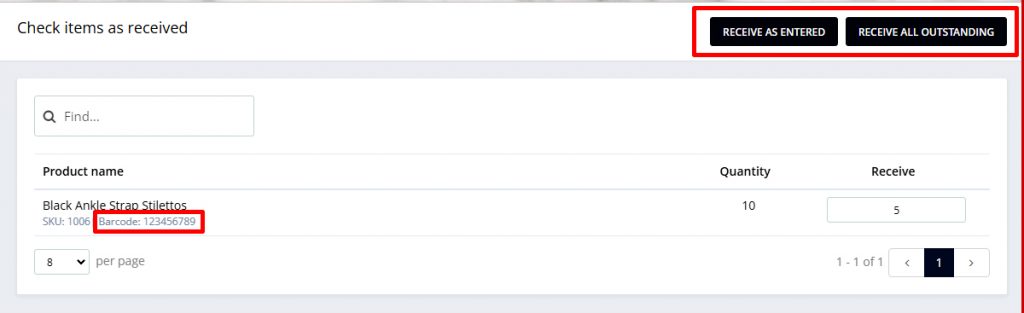 Check items as received
RECEIVE AS ENTERED RECEIVE ALL OUTSTANDING
Find...
Product name Quantity Receive
Black Ankle Strap Stilettos 10 5
SKU: 1006 Barcode: 123456789
8 per page 1 - 1 of 1 < 1 >